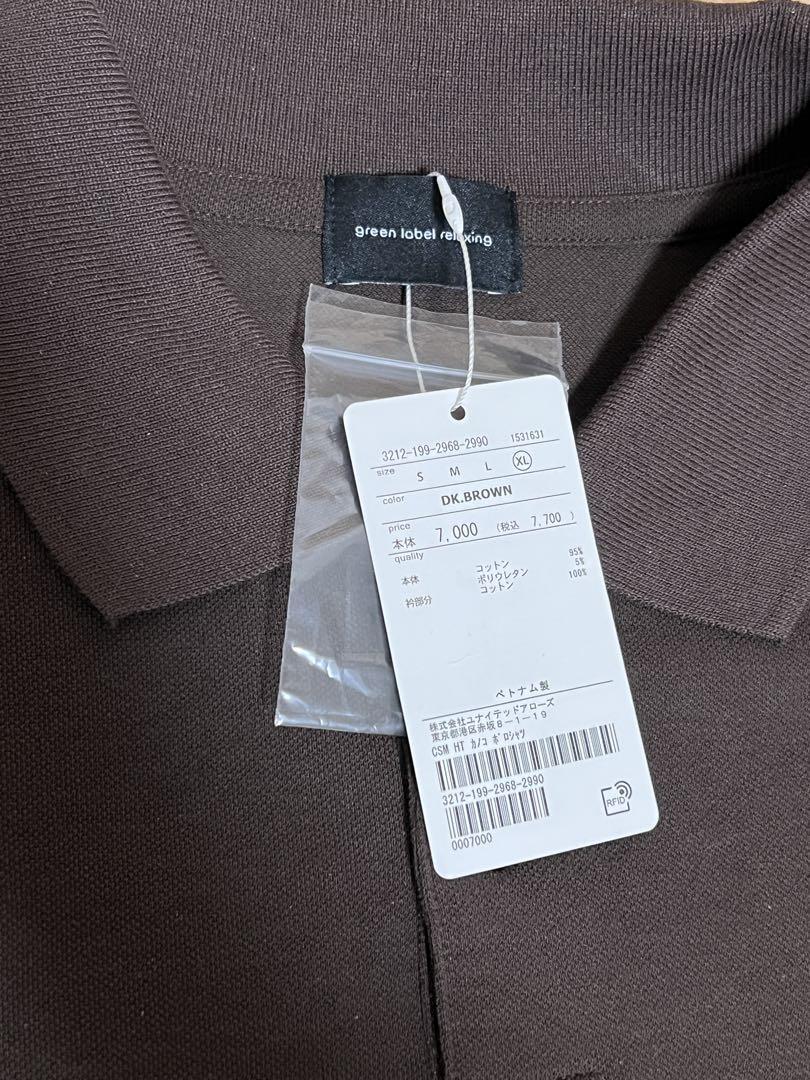 green label relaxing
3212-199-2968-2990 1531631
size S M L XL
color DK.BROWN
price
本体 7,000 (税込 7,700 )
quality
本体 コットン 95%
ポリウレタン 5%
衿部分 コットン 100%
ベトナム製
株式会社ユナイテッドアローズ
東京都港区赤坂8-1-19
CSM HT カノコ ポロシャツ
3212-199-2968-2990
0007000
RFID